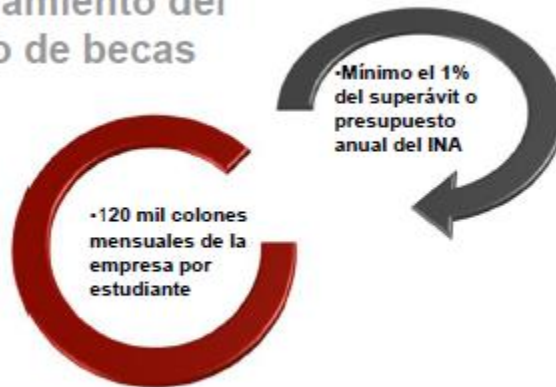 amiento del
o de becas
•Mínimo el 1%
del superávit o
presupuesto
anual del INA
•120 mil colones
mensuales de la
empresa por
estudiante